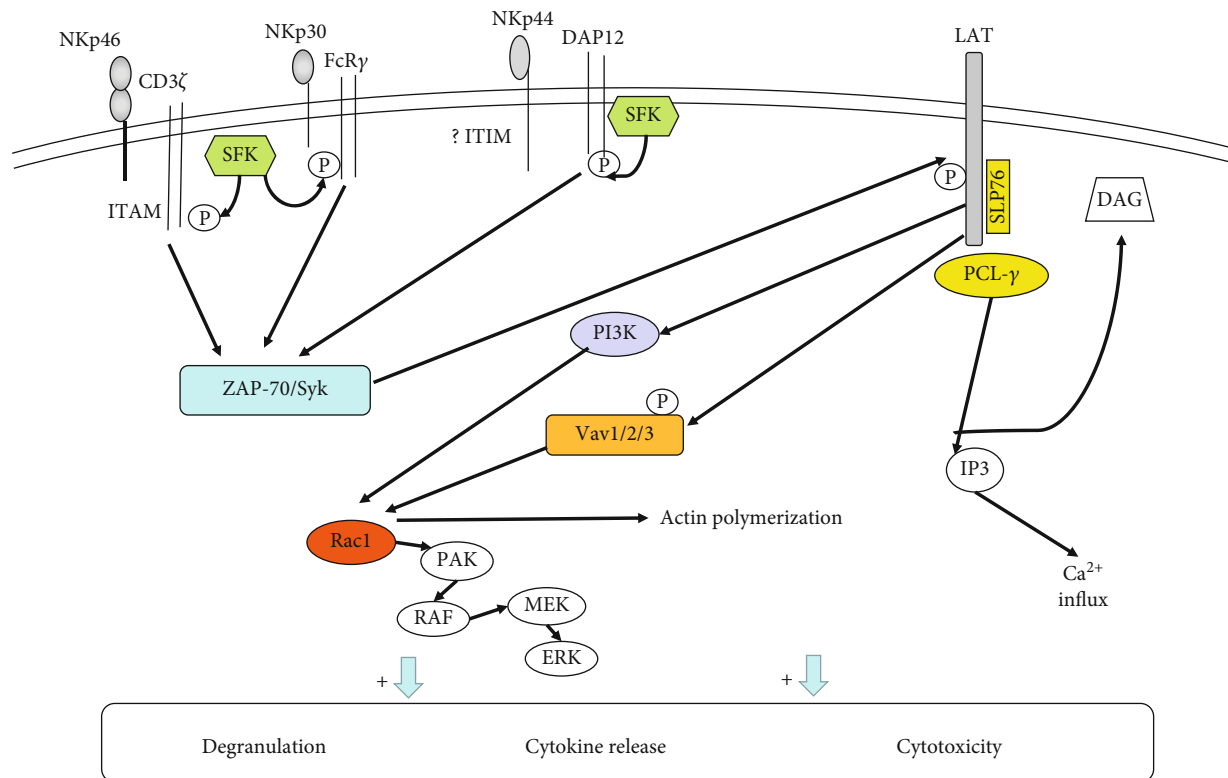 NKp46
CD3ζ
NKp30
FcRγ
NKp44
DAP12
LAT
SFK
P
P
ITAM
? ITIM
SFK
P
P
SLP76
DAG
PCL-γ
PI3K
ZAP-70/Syk
P
Vav1/2/3
IP3
Rac1
Actin polymerization
PAK
RAF
MEK
ERK
Ca²⁺
influx
+
+
Degranulation
Cytokine release
Cytotoxicity